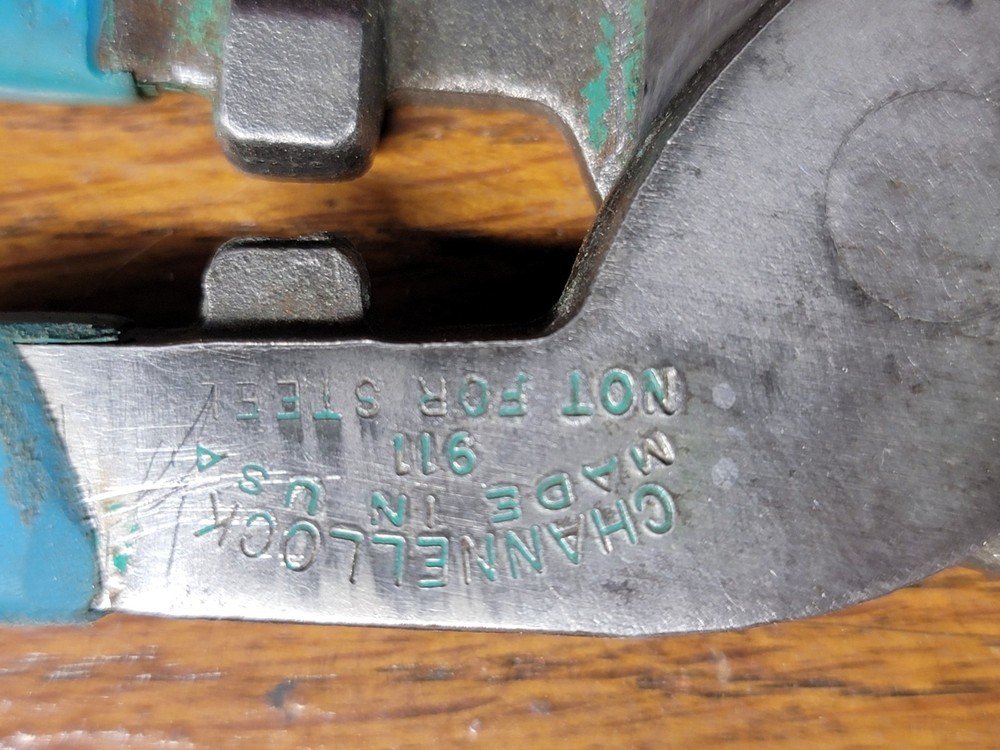 CHANNELLOCK
MADE IN U S A
911
NOT FOR STEEL